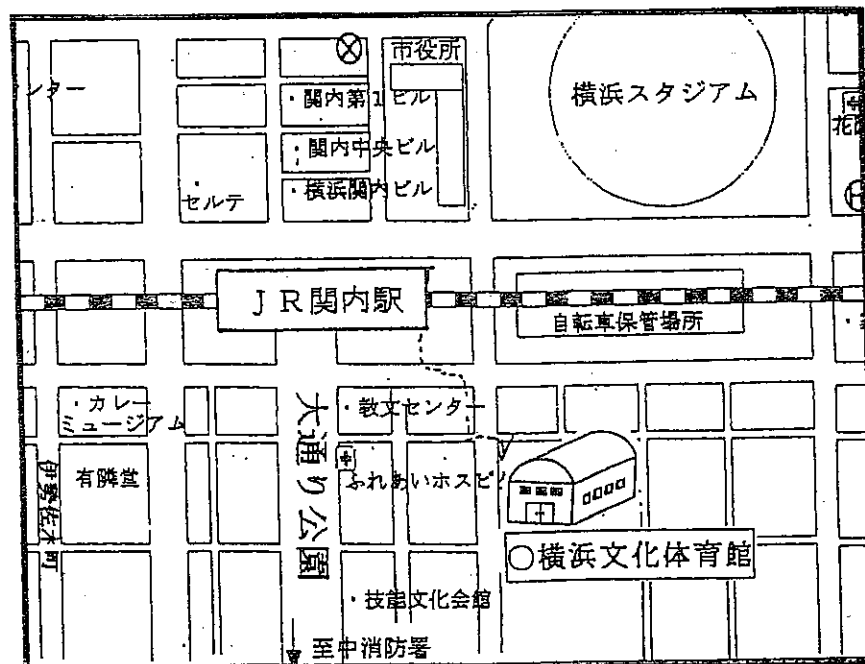 市役所
横浜スタジアム
ンター
・関内第1ビル
・関内中央ビル
・横浜関内ビル
・セルテ
花園
JR関内駅
自転車保管場所
・カレー
ミュージアム
大通り公園
・教文センター
ふれあいホスピ
有隣堂
伊勢佐木町
○横浜文化体育館
・技能文化会館
至中消防署